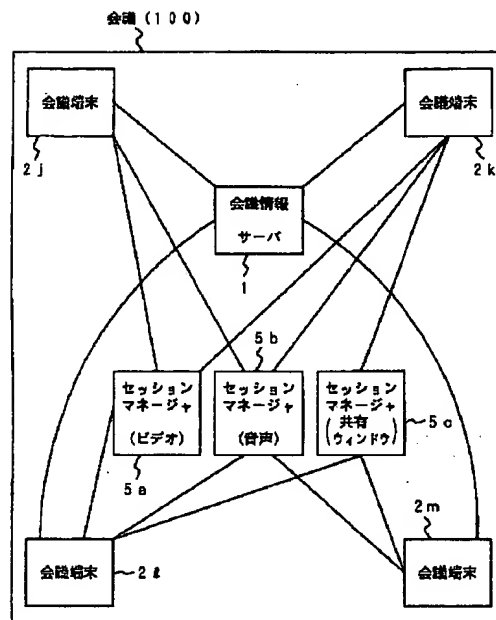 会議(100)
会議端末
会議端末
2j
2k
会議情報
サーバ
1
5b
セッション
マネージャ
(ビデオ)
セッション
マネージャ
(音声)
セッション
マネージャ
(共有
ウィンドウ)
5c
5a
2m
会議端末
2ℓ
会議端末